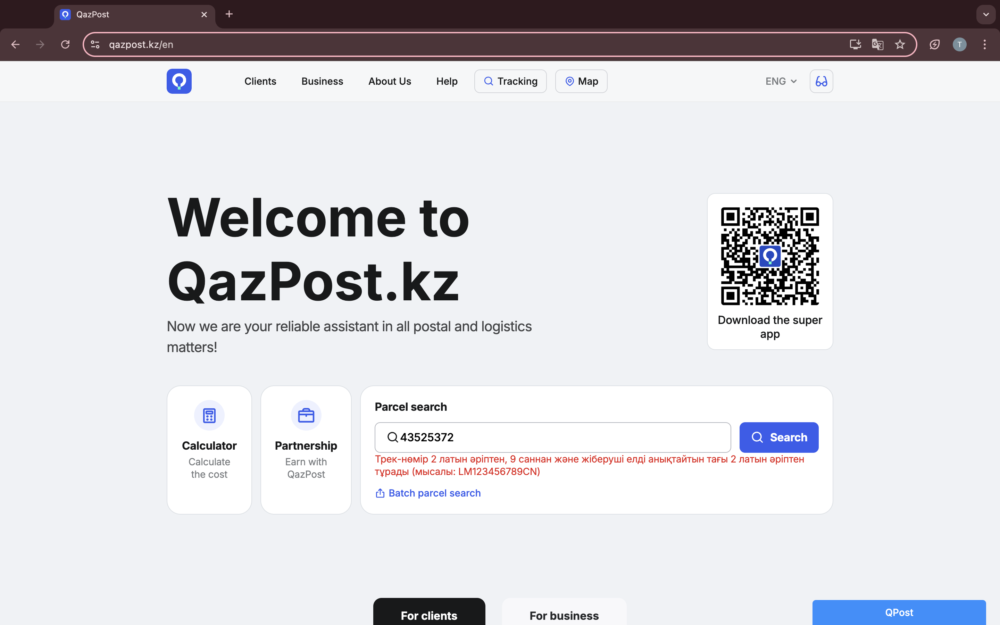 QazPost
qazpost.kz/en
T
Clients
Business
About Us
Help
Tracking
Map
ENG
Welcome to
QazPost.kz
Now we are your reliable assistant in all postal and logistics
matters!
Download the super
app
Calculator
Calculate
the cost
Partnership
Earn with
QazPost
Parcel search
43525372
Search
Трек-нөмір 2 латын әріптен, 9 саннан және жіберуші елді анықтайтын тағы 2 латын әріптен
тұрады (мысалы: LM123456789CN)
Batch parcel search
For clients
For business
QPost